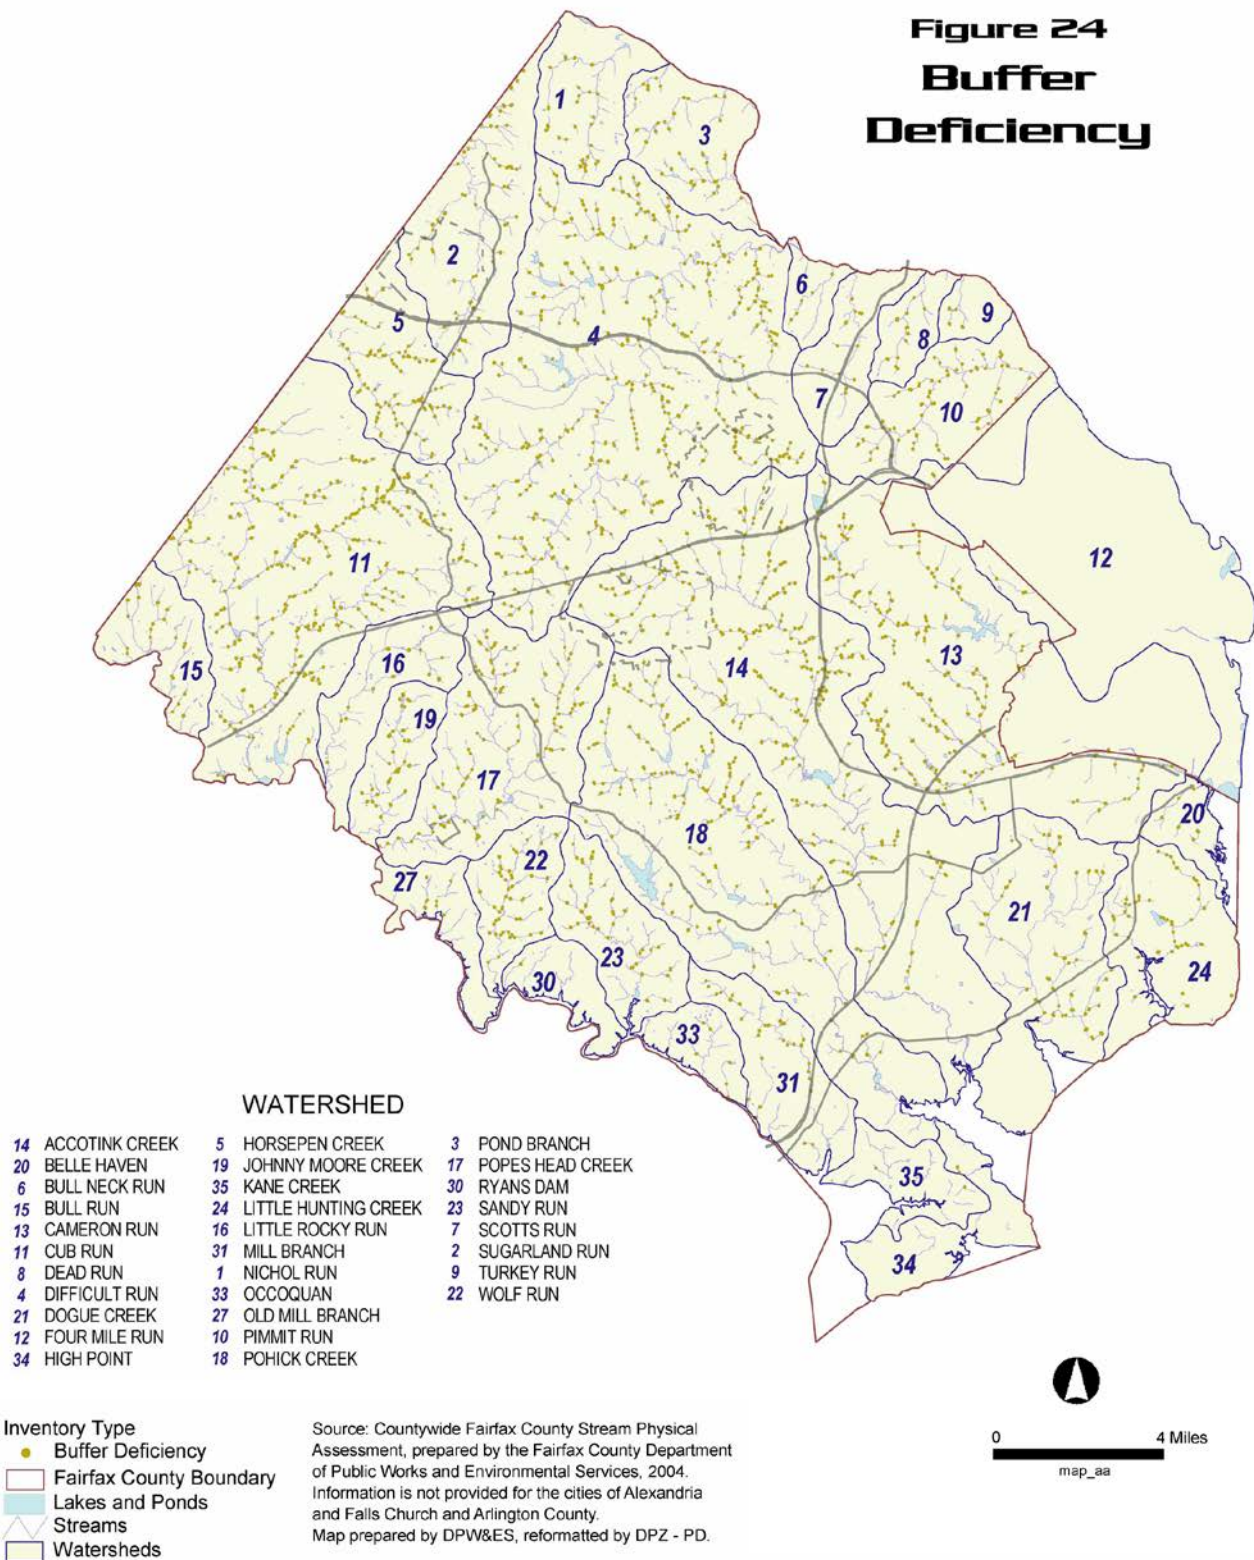 Figure 24
Buffer
Deficiency
1
3
2
6
5
4
9
8
7
10
11
12
15
16
14
13
19
17
18
20
22
27
21
23
24
30
33
31
35
34
WATERSHED
14 ACCOTINK CREEK
20 BELLE HAVEN
6 BULL NECK RUN
15 BULL RUN
13 CAMERON RUN
11 CUB RUN
8 DEAD RUN
4 DIFFICULT RUN
21 DOGUE CREEK
12 FOUR MILE RUN
34 HIGH POINT
5 HORSEPEN CREEK
19 JOHNNY MOORE CREEK
35 KANE CREEK
24 LITTLE HUNTING CREEK
16 LITTLE ROCKY RUN
31 MILL BRANCH
1 NICHOL RUN
33 OCCOQUAN
27 OLD MILL BRANCH
10 PIMMIT RUN
18 POHICK CREEK
3 POND BRANCH
17 POPES HEAD CREEK
30 RYANS DAM
23 SANDY RUN
7 SCOTTS RUN
2 SUGARLAND RUN
9 TURKEY RUN
22 WOLF RUN
Inventory Type
Buffer Deficiency
Fairfax County Boundary
Lakes and Ponds
Streams
Watersheds
Source: Countywide Fairfax County Stream Physical
Assessment, prepared by the Fairfax County Department
of Public Works and Environmental Services, 2004.
Information is not provided for the cities of Alexandria
and Falls Church and Arlington County.
Map prepared by DPW&ES, reformatted by DPZ - PD.
0 4 Miles
map_aa